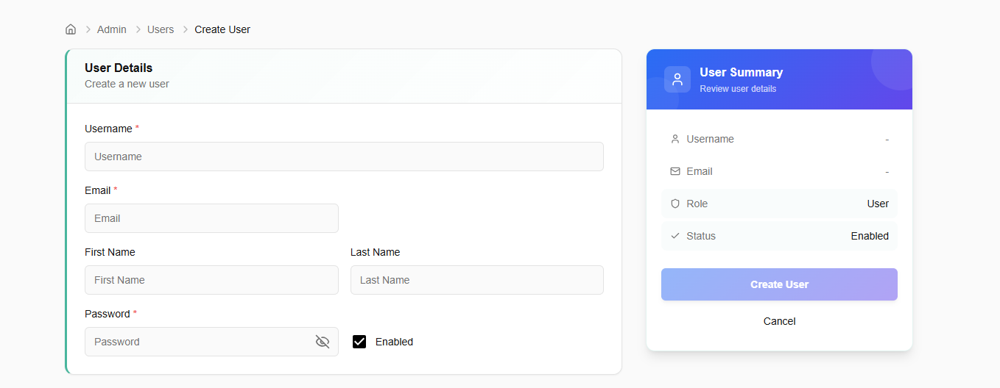 Admin Users Create User
User Details
Create a new user
Username *
Username
Email *
Email
First Name Last Name
First Name Last Name
Password *
Password Enabled
User Summary
Review user details
Username -
Email -
Role User
Status Enabled
Create User
Cancel